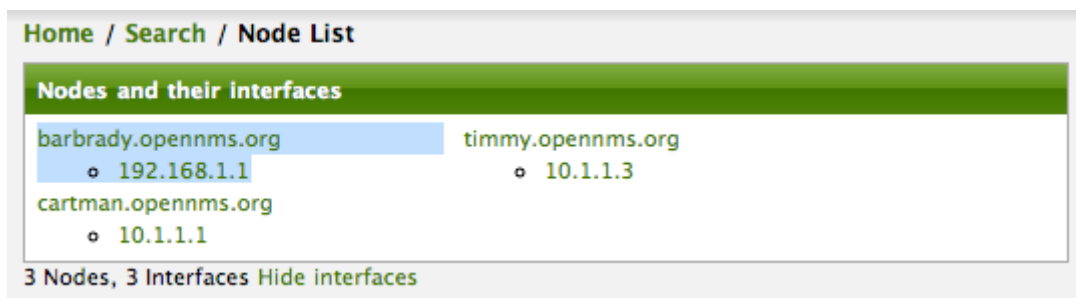 Home / Search / Node List
Nodes and their interfaces
barbrady.opennms.org
192.168.1.1
cartman.opennms.org
10.1.1.1
timmy.opennms.org
10.1.1.3
3 Nodes, 3 Interfaces Hide interfaces